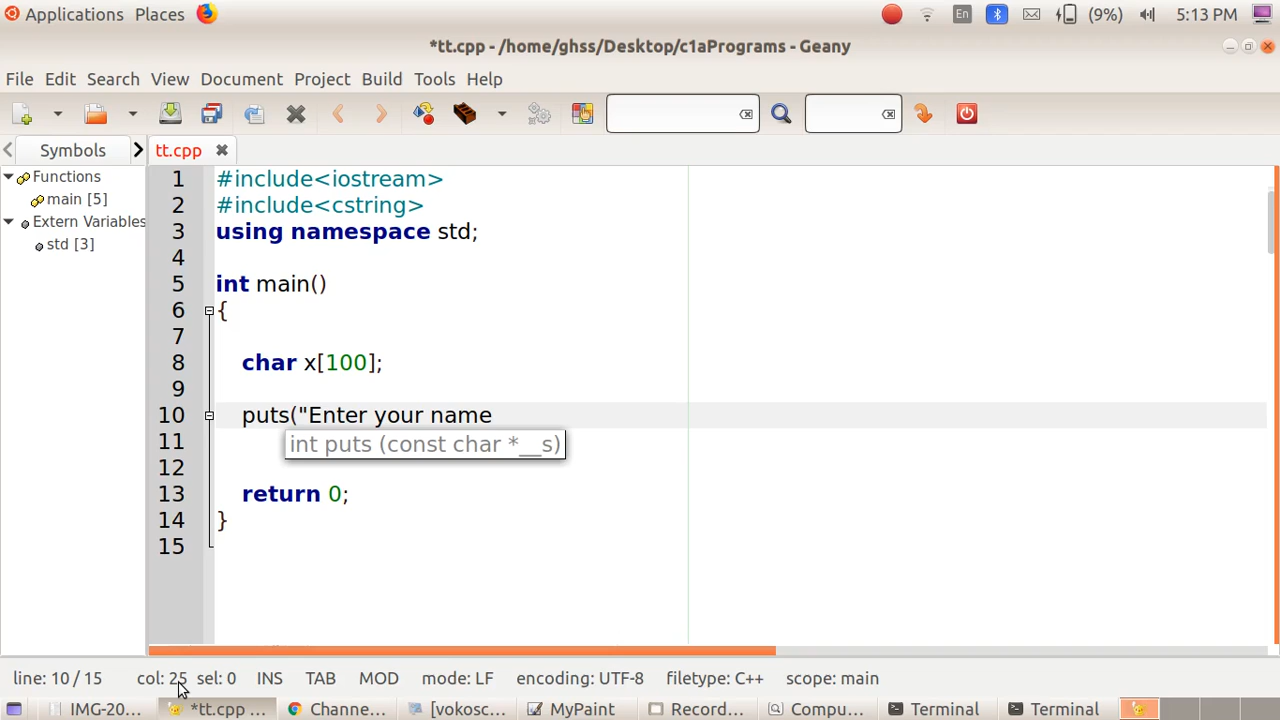 Applications Places En (9%) 5:13 PM
*tt.cpp - /home/ghss/Desktop/c1aPrograms - Geany
File Edit Search View Document Project Build Tools Help
Symbols tt.cpp
Functions
main [5]
Extern Variables
std [3]
1 #include<iostream>
2 #include<cstring>
3 using namespace std;
4
5 int main()
6 {
7
8 char x[100];
9
10 puts("Enter your name
int puts (const char *__s)
11
12
13 return 0;
14 }
15
line: 10 / 15 col: 25 sel: 0 INS TAB MOD mode: LF encoding: UTF-8 filetype: C++ scope: main
IMG-20... *tt.cpp ... Channe... [vokosc... MyPaint Record... Compu... Terminal Terminal